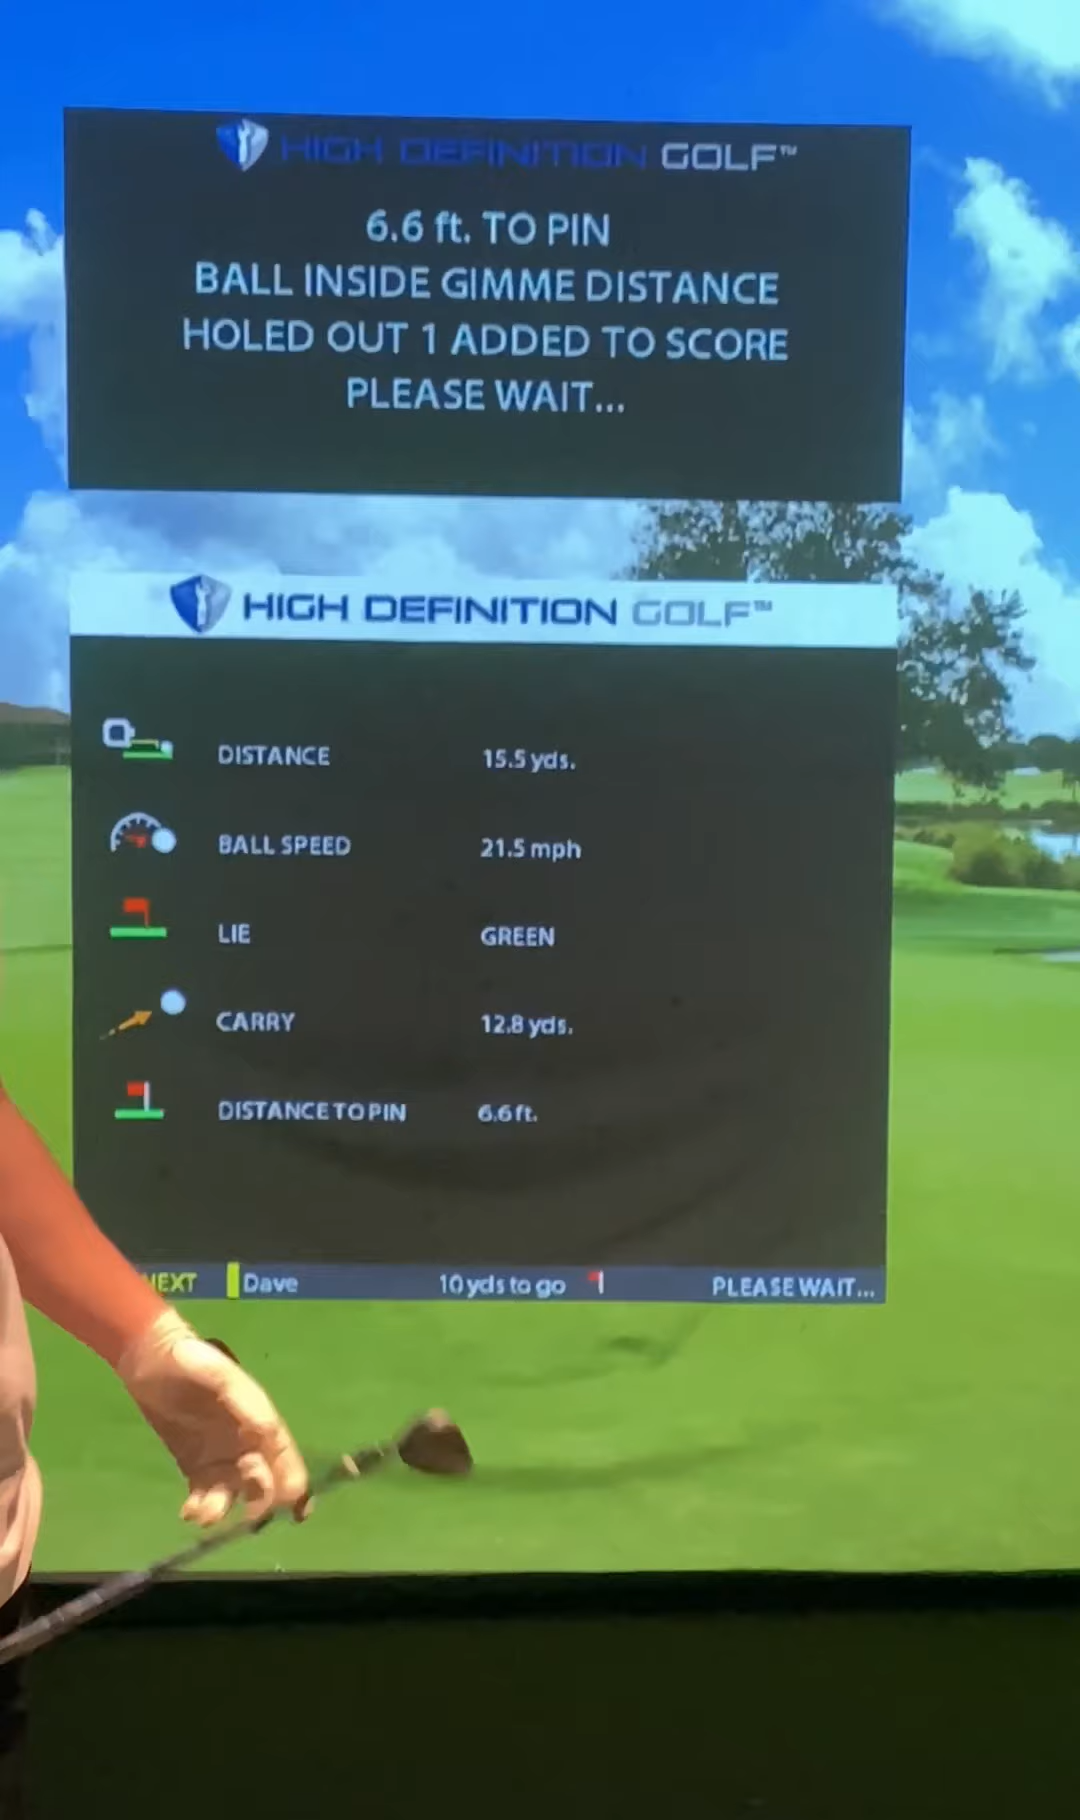 HIGH DEFINITION GOLF™
6.6 ft. TO PIN
BALL INSIDE GIMME DISTANCE
HOLED OUT 1 ADDED TO SCORE
PLEASE WAIT...
HIGH DEFINITION GOLF™
DISTANCE 15.5 yds.
BALL SPEED 21.5 mph
LIE GREEN
CARRY 12.8 yds.
DISTANCE TO PIN 6.6 ft.
NEXT Dave 10 yds to go PLEASE WAIT...